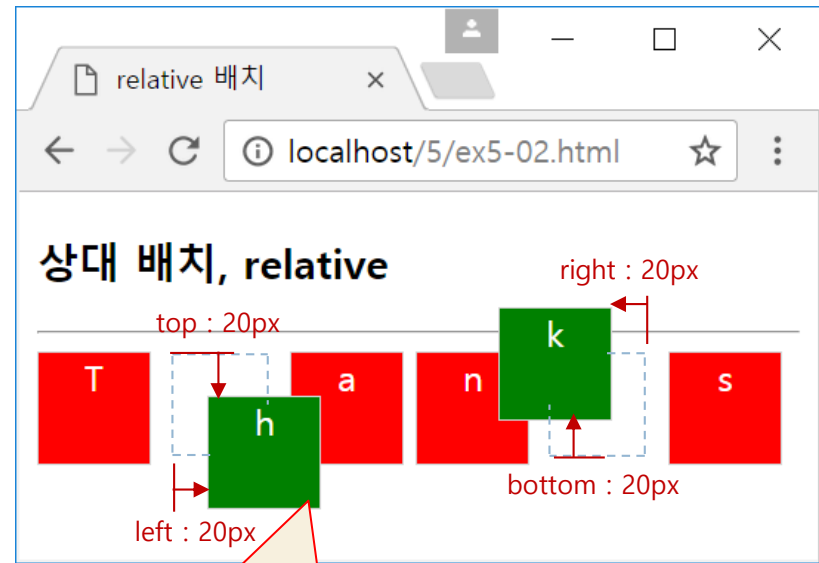 relative 배치
localhost/5/ex5-02.html
상대 배치, relative
right : 20px
top : 20px
T
h
a
n
k
s
bottom : 20px
left : 20px